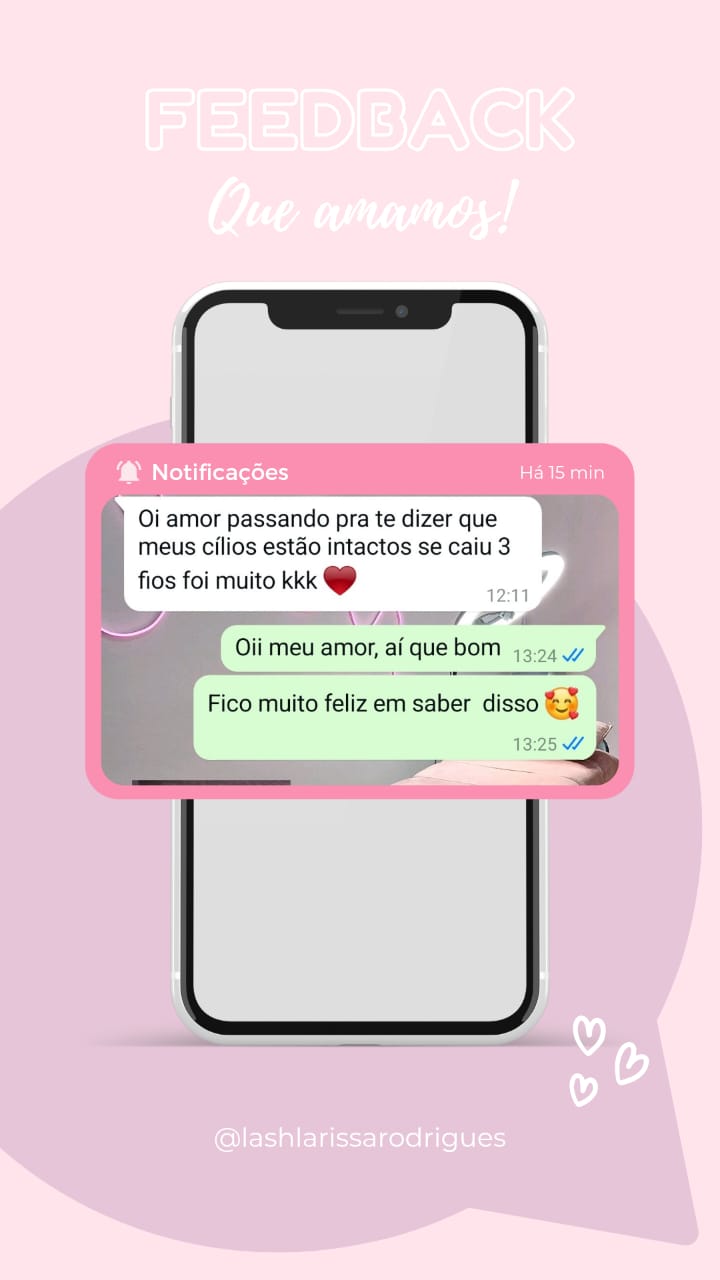 FEEDBACK
Que amamos!
Notificações
Há 15 min
Oi amor passando pra te dizer que
meus cílios estão intactos se caiu 3
fios foi muito kkk ❤️
12:11
Oii meu amor, aí que bom
13:24
Fico muito feliz em saber disso 🥰
13:25
@lashlarissarodrigues